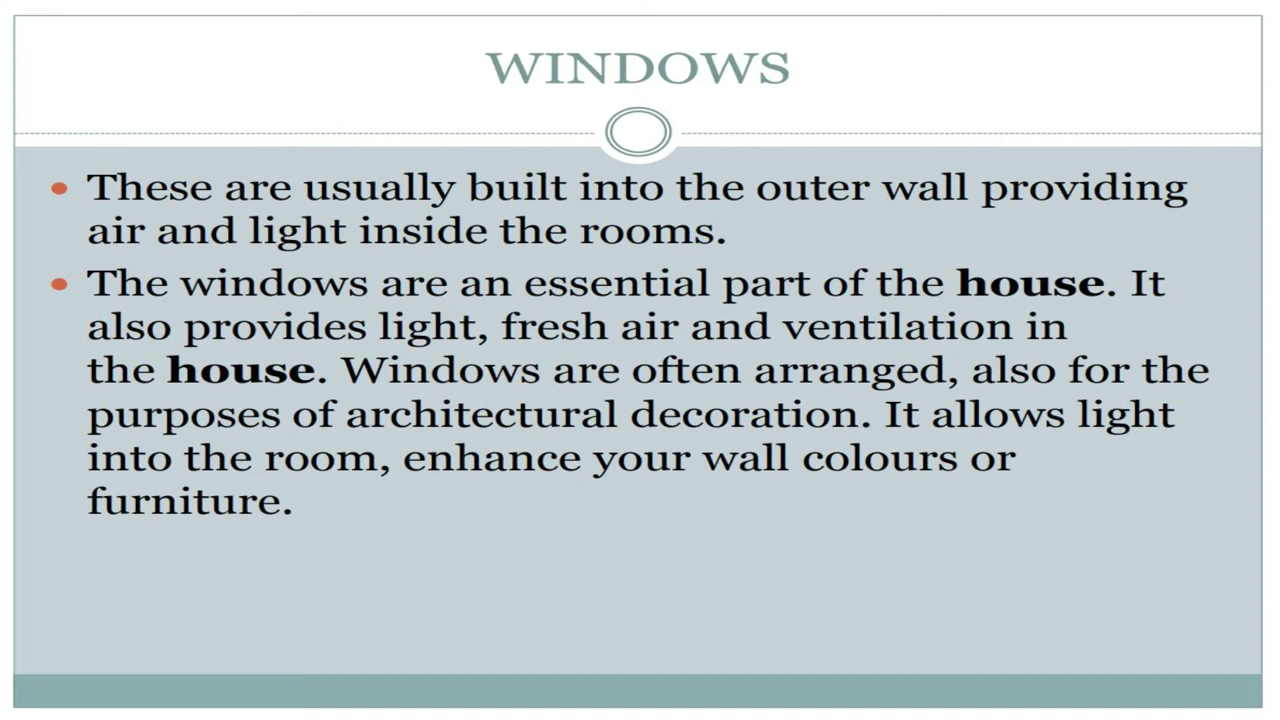 WINDOWS
• These are usually built into the outer wall providing
air and light inside the rooms.
• The windows are an essential part of the house. It
also provides light, fresh air and ventilation in
the house. Windows are often arranged, also for the
purposes of architectural decoration. It allows light
into the room, enhance your wall colours or
furniture.